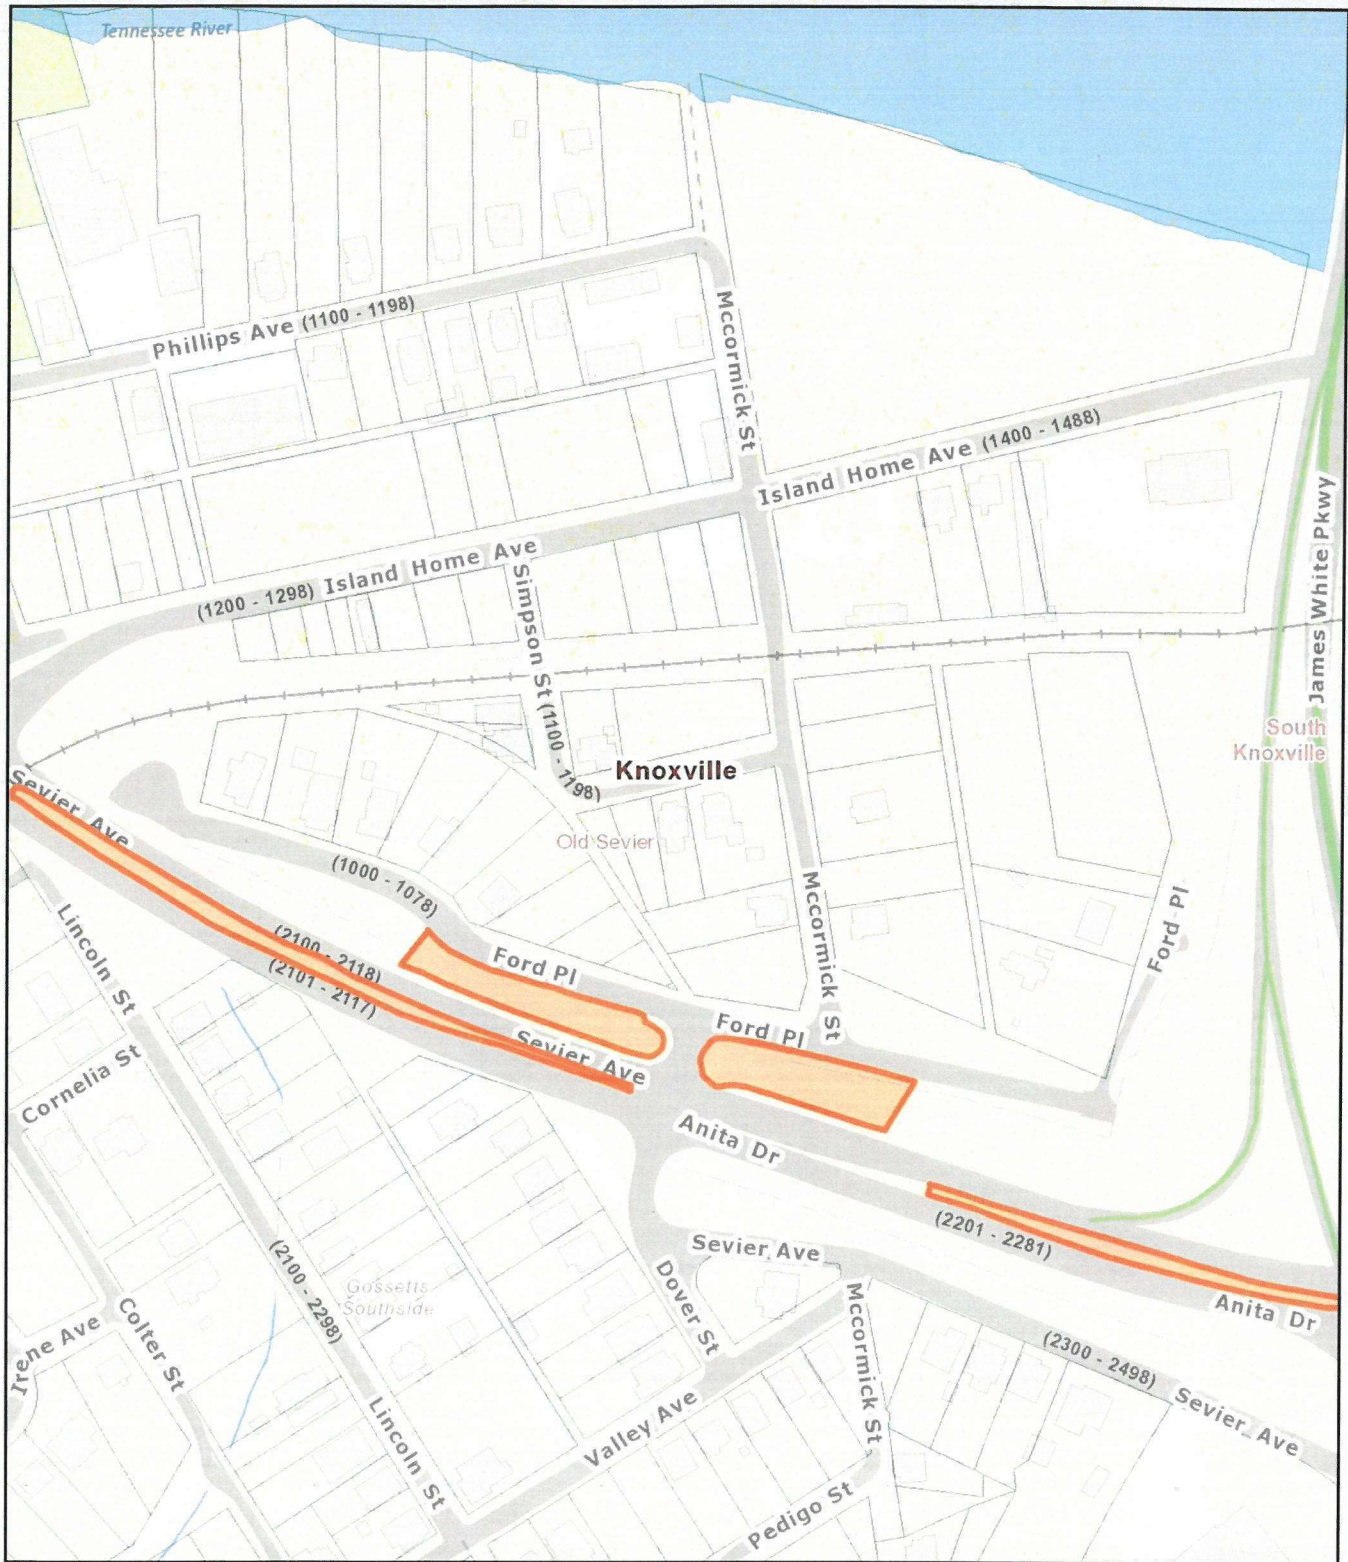 Tennessee River
Phillips Ave (1100 - 1198)
Mccormick St
Island Home Ave (1400 - 1488)
(1200 - 1298) Island Home Ave
Simpson St (1100 - 1198)
James White Pkwy
South
Knoxville
Knoxville
Old Sevier
Sevier Ave
(1000 - 1078)
Mccormick St
Ford Pl
Lincoln St
(2100 - 2118)
(2101 - 2117)
Ford Pl
Ford Pl
Sevier Ave
Cornelia St
Anita Dr
(2201 - 2281)
Sevier Ave
(2100 - 2298)
Gossetts
Southside
Dover St
Mccormick St
Anita Dr
Irene Ave
Colter St
(2300 - 2498) Sevier Ave
Lincoln St
Valley Ave
Pedigo St